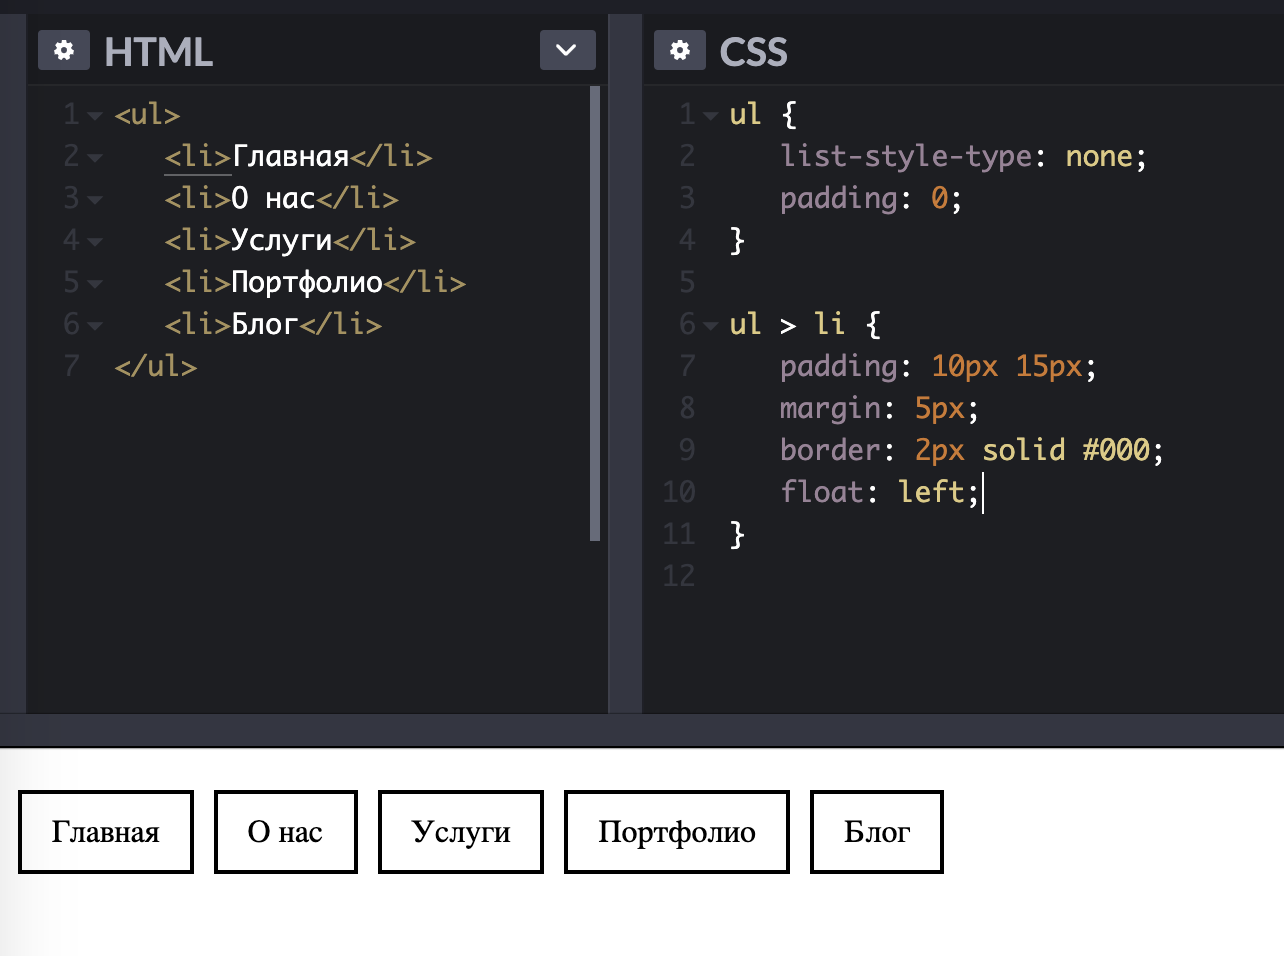 HTML
1 <ul>
2 <li>Главная</li>
3 <li>О нас</li>
4 <li>Услуги</li>
5 <li>Портфолио</li>
6 <li>Блог</li>
7 </ul>
CSS
1 ul {
2 list-style-type: none;
3 padding: 0;
4 }
5
6 ul > li {
7 padding: 10px 15px;
8 margin: 5px;
9 border: 2px solid #000;
10 float: left;
11 }
12
Главная О нас Услуги Портфолио Блог